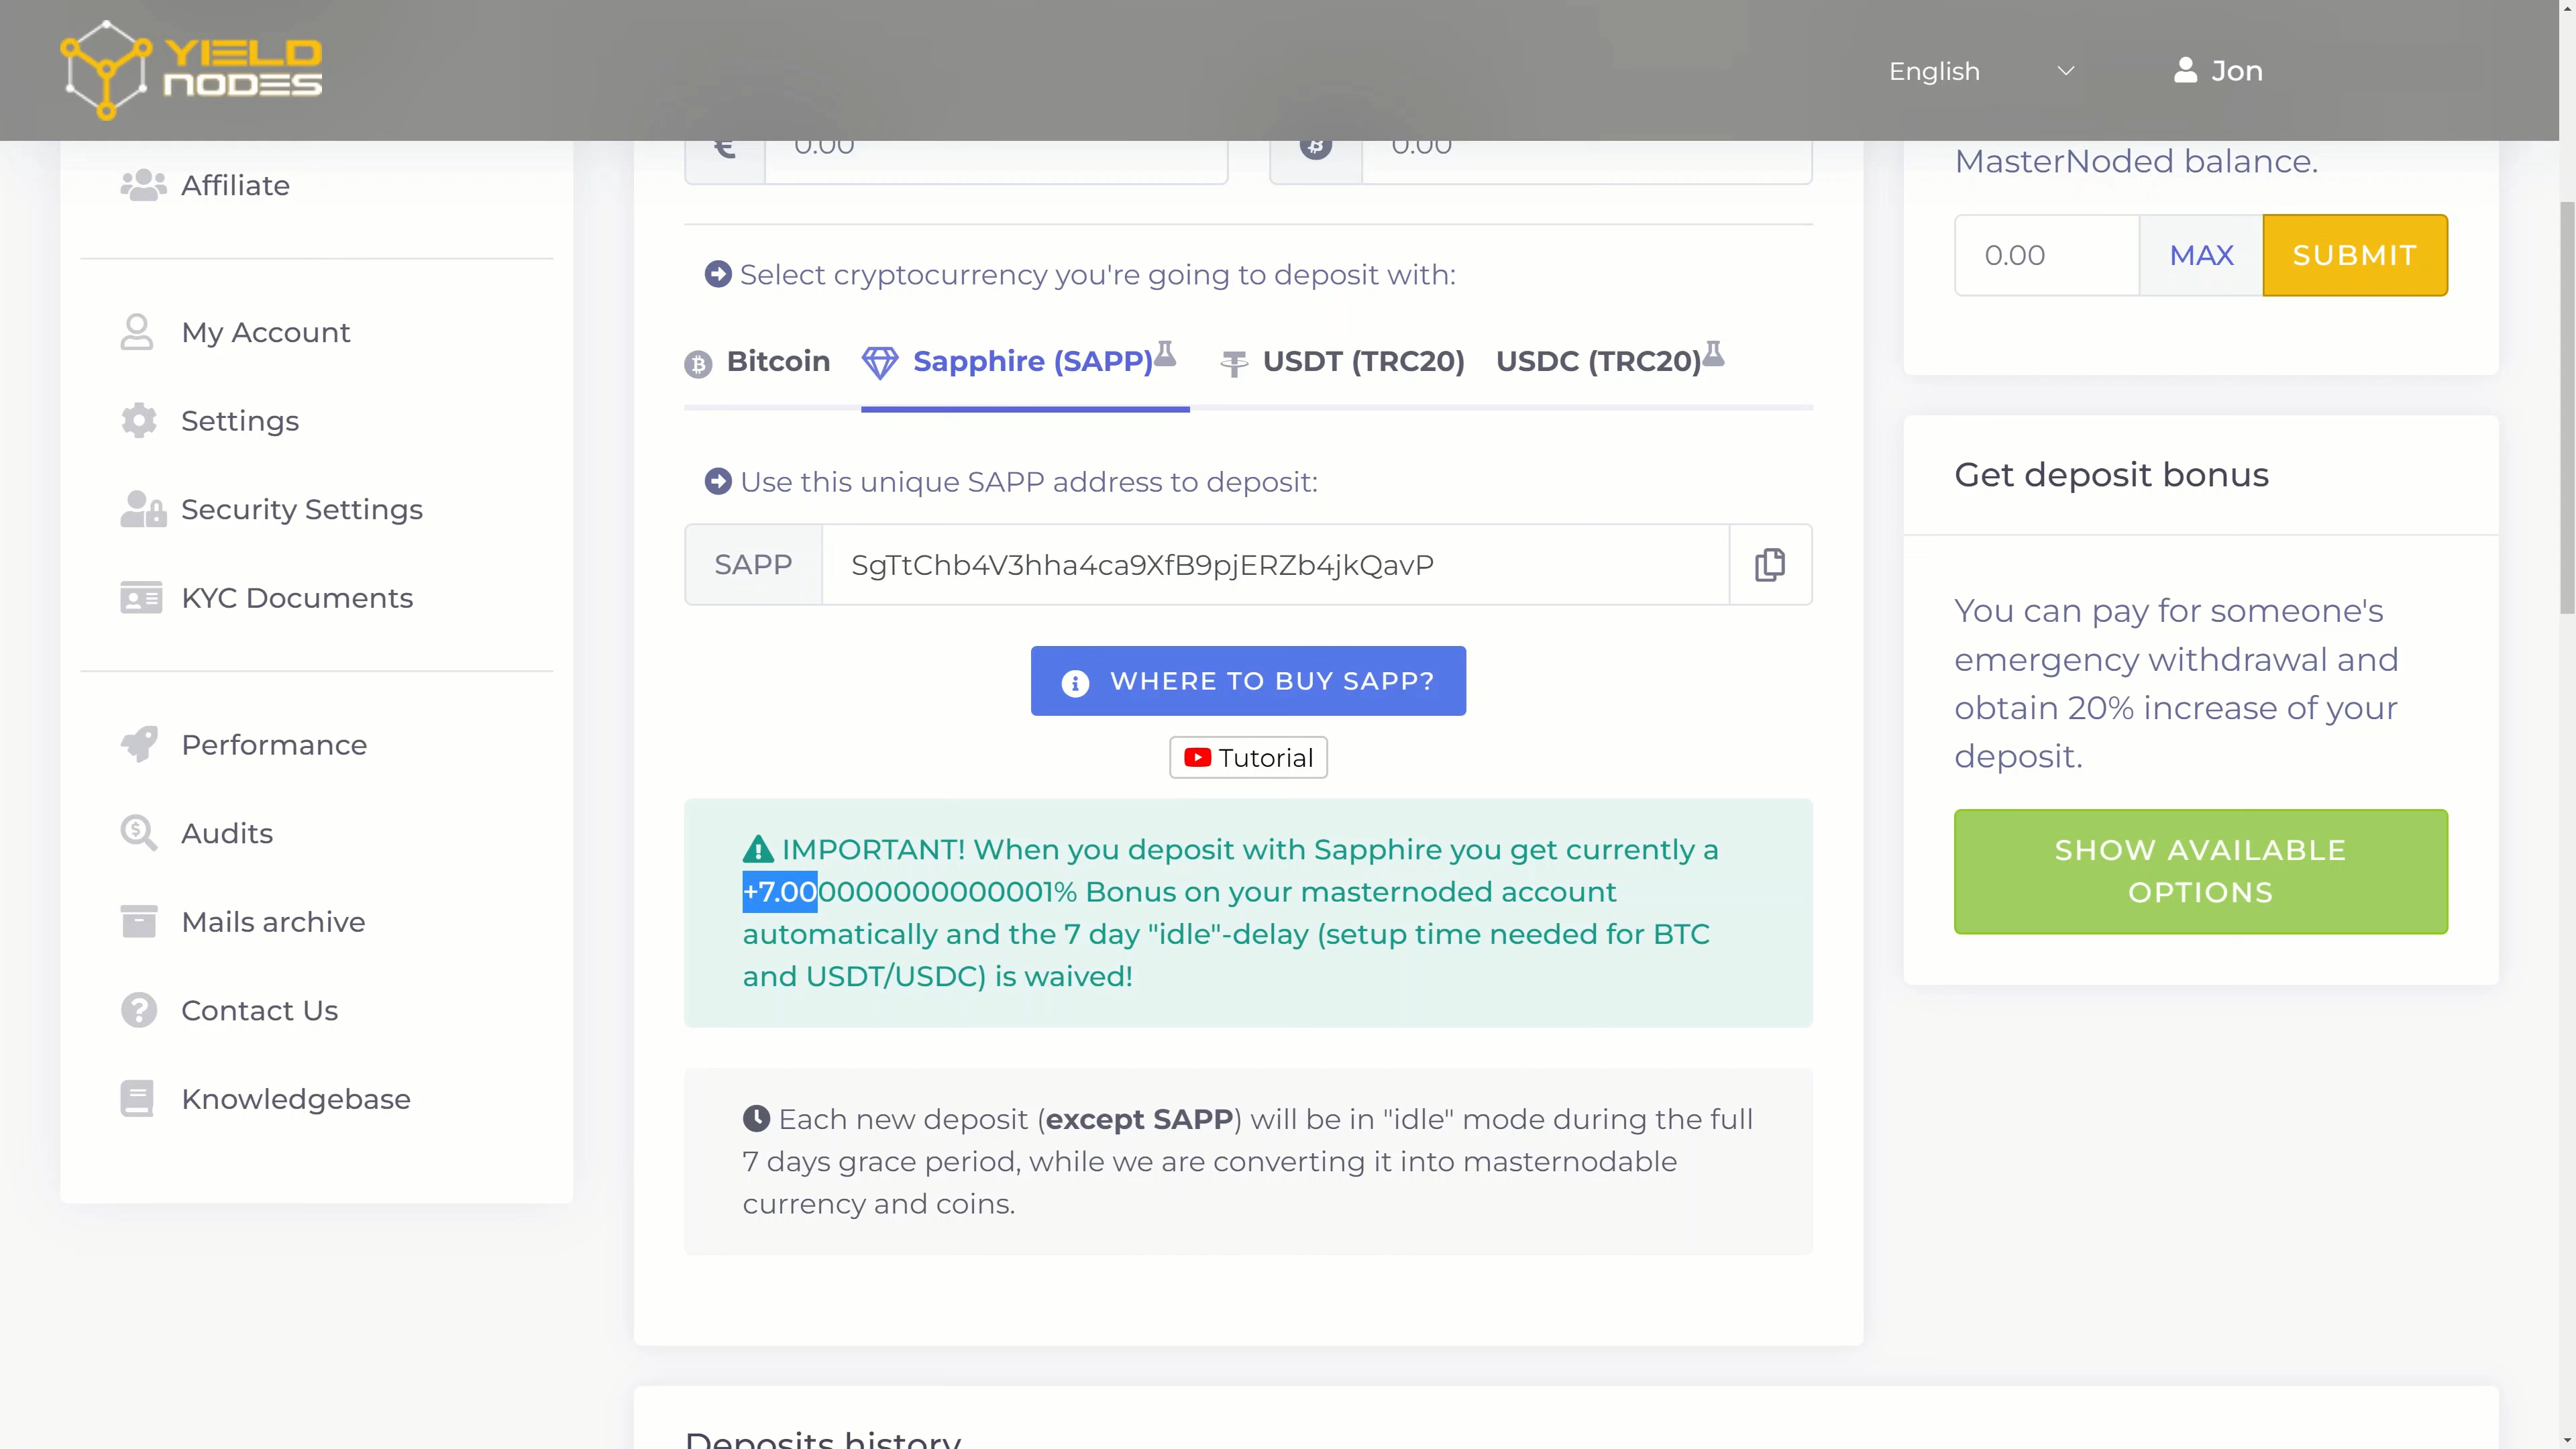 YIELD
NODES
English
Jon
Affiliate
My Account
Settings
Security Settings
KYC Documents
Performance
Audits
Mails archive
Contact Us
Knowledgebase
€ 0.00
0.00
Select cryptocurrency you're going to deposit with:
Bitcoin
Sapphire (SAPP)
USDT (TRC20)
USDC (TRC20)
Use this unique SAPP address to deposit:
SAPP
SgTtChb4V3hha4ca9XfB9pjERZb4jkQavP
WHERE TO BUY SAPP?
Tutorial
IMPORTANT! When you deposit with Sapphire you get currently a
+7.000000000000001% Bonus on your masternoded account
automatically and the 7 day "idle"-delay (setup time needed for BTC
and USDT/USDC) is waived!
Each new deposit (except SAPP) will be in "idle" mode during the full
7 days grace period, while we are converting it into masternodable
currency and coins.
Deposits history
MasterNoded balance.
0.00
MAX
SUBMIT
Get deposit bonus
You can pay for someone's
emergency withdrawal and
obtain 20% increase of your
deposit.
SHOW AVAILABLE
OPTIONS